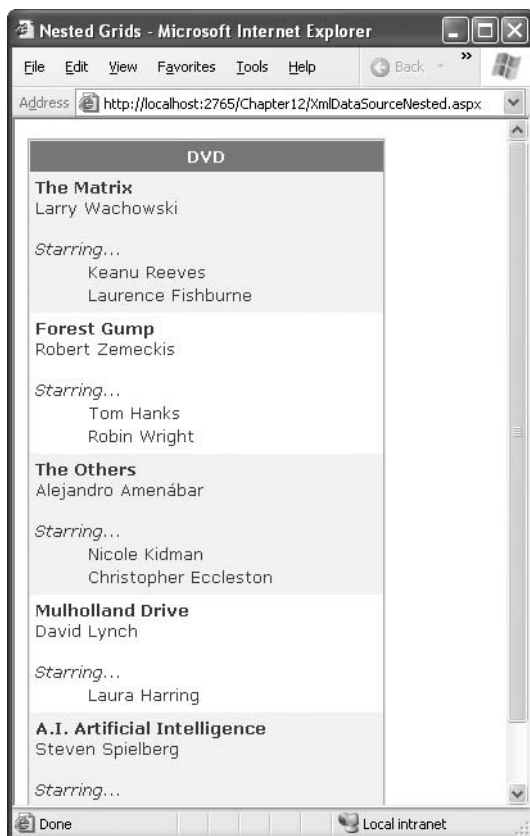 Nested Grids - Microsoft Internet Explorer
File Edit View Favorites Tools Help Back »
Address http://localhost:2765/Chapter12/XmlDataSourceNested.aspx
DVD
The Matrix
Larry Wachowski
Starring...
Keanu Reeves
Laurence Fishburne
Forest Gump
Robert Zemeckis
Starring...
Tom Hanks
Robin Wright
The Others
Alejandro Amenábar
Starring...
Nicole Kidman
Christopher Eccleston
Mulholland Drive
David Lynch
Starring...
Laura Harring
A.I. Artificial Intelligence
Steven Spielberg
Starring...
Done Local intranet